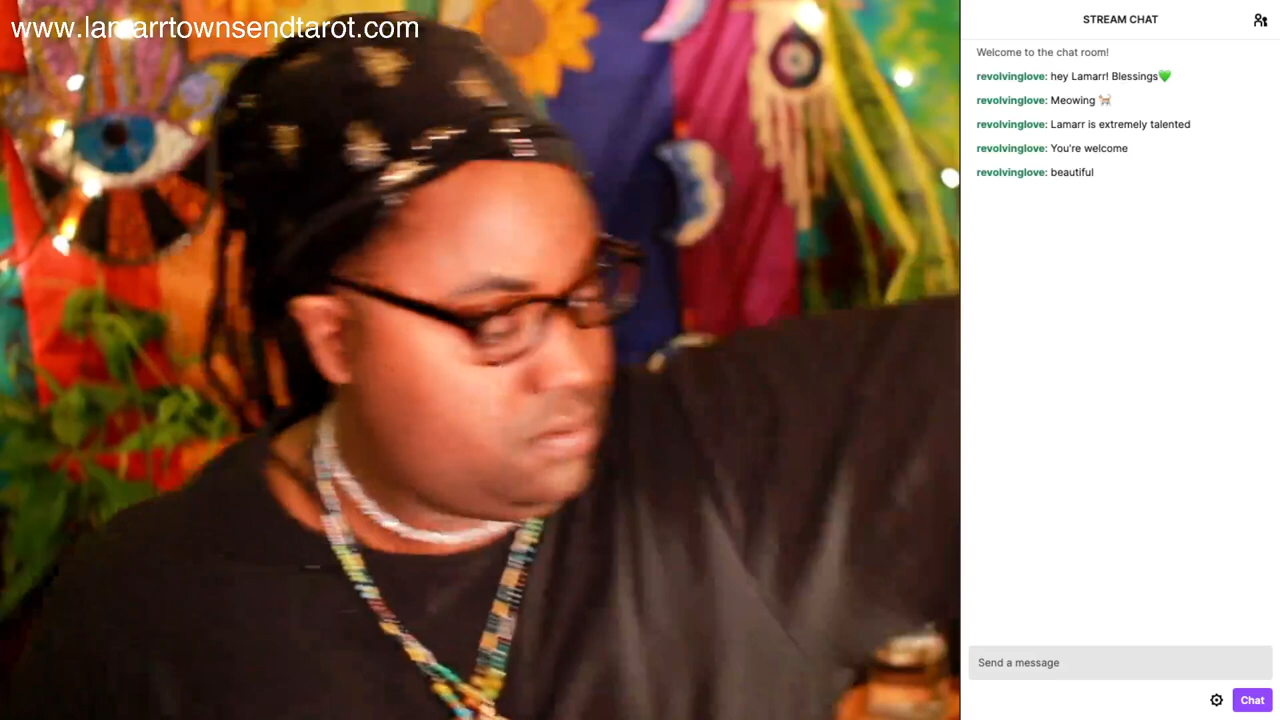 www.lamarrtownsendtarot.com
STREAM CHAT
Welcome to the chat room!
revolvinglove: hey Lamarr! Blessings💚
revolvinglove: Meowing 🐈
revolvinglove: Lamarr is extremely talented
revolvinglove: You're welcome
revolvinglove: beautiful
Send a message
Chat